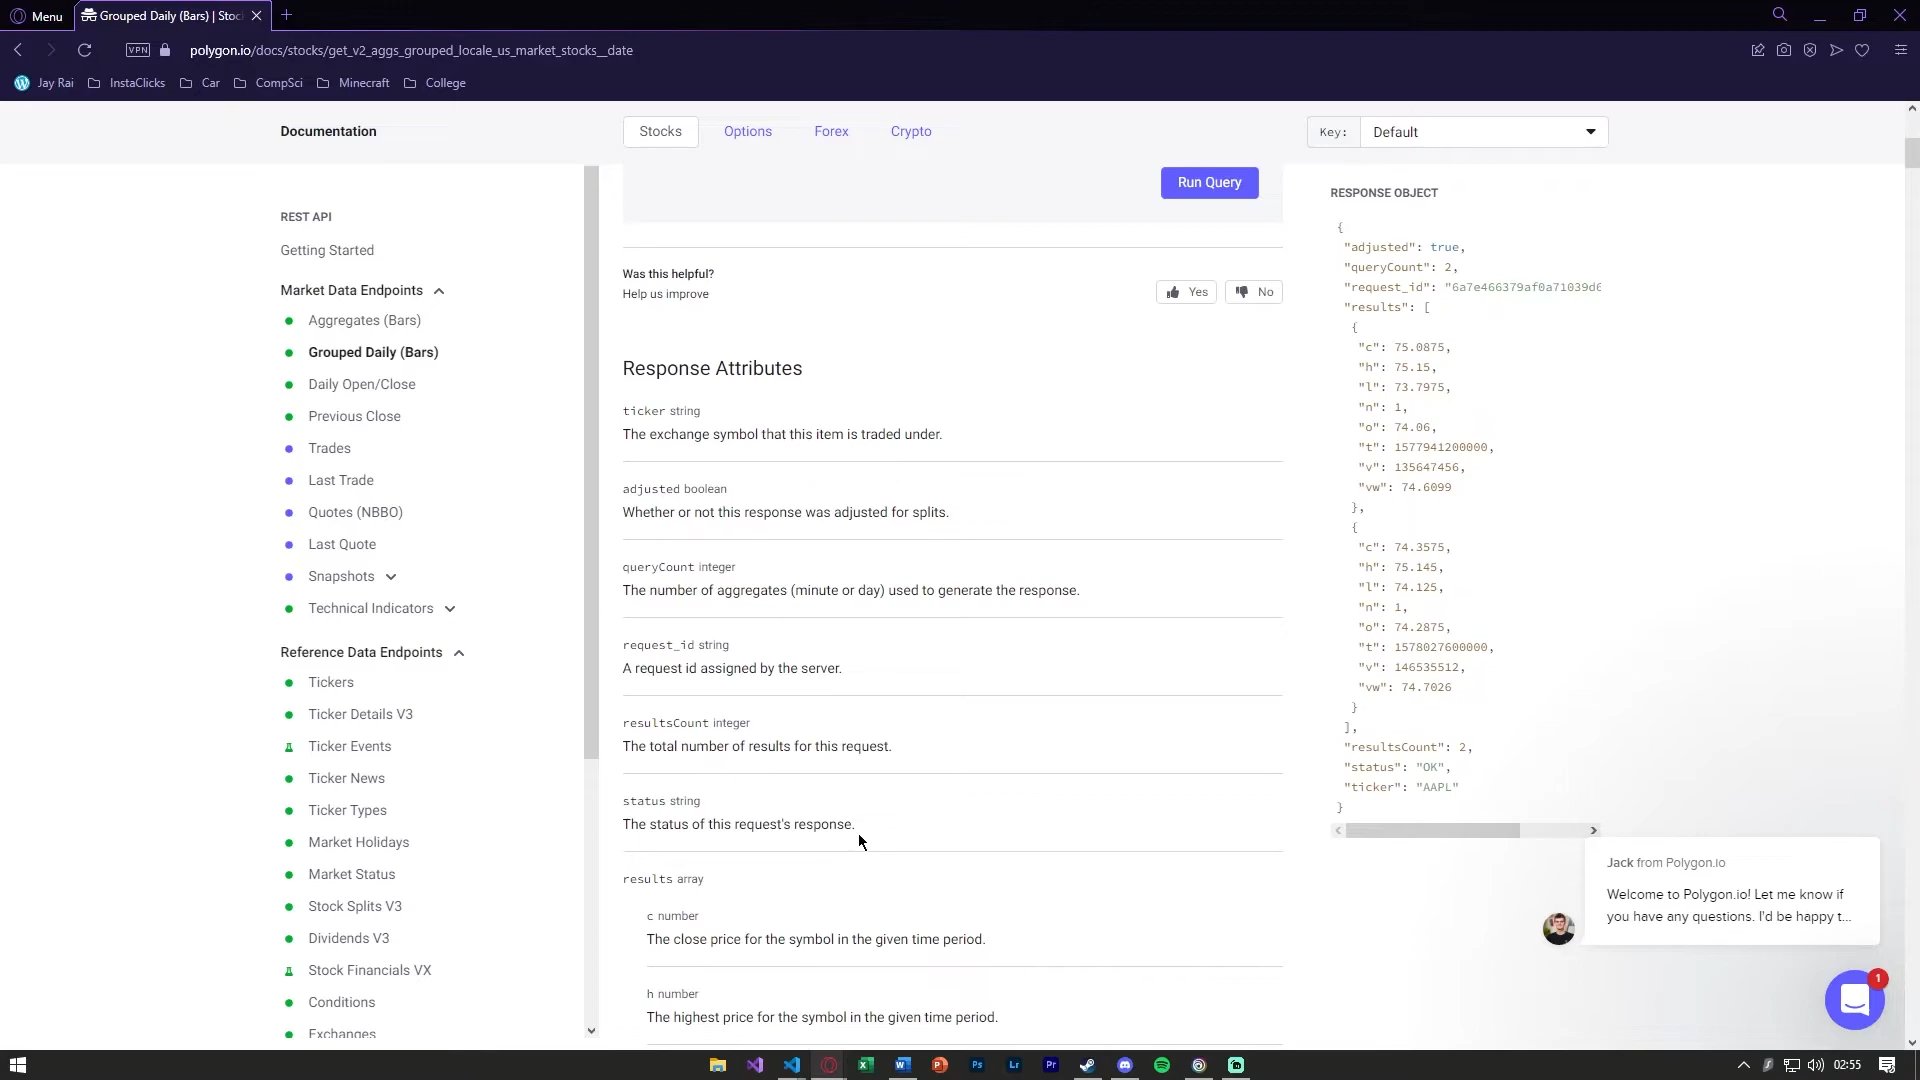 Menu
Grouped Daily (Bars) | Stoc
VPN
polygon.io/docs/stocks/get_v2_aggs_grouped_locale_us_market_stocks__date
Jay Rai
InstaClicks
Car
CompSci
Minecraft
College
Documentation
Stocks
Options
Forex
Crypto
Key:
Default
REST API
Getting Started
Market Data Endpoints
Aggregates (Bars)
Grouped Daily (Bars)
Daily Open/Close
Previous Close
Trades
Last Trade
Quotes (NBBO)
Last Quote
Snapshots
Technical Indicators
Reference Data Endpoints
Tickers
Ticker Details V3
Ticker Events
Ticker News
Ticker Types
Market Holidays
Market Status
Stock Splits V3
Dividends V3
Stock Financials VX
Conditions
Exchanges
Run Query
Was this helpful?
Help us improve
Yes
No
Response Attributes
ticker string
The exchange symbol that this item is traded under.
adjusted boolean
Whether or not this response was adjusted for splits.
queryCount integer
The number of aggregates (minute or day) used to generate the response.
request_id string
A request id assigned by the server.
resultsCount integer
The total number of results for this request.
status string
The status of this request's response.
results array
c number
The close price for the symbol in the given time period.
h number
The highest price for the symbol in the given time period.
RESPONSE OBJECT
{
"adjusted": true,
"queryCount": 2,
"request_id": "6a7e466379af0a71039d6
"results": [
{
"c": 75.0875,
"h": 75.15,
"l": 73.7975,
"n": 1,
"o": 74.06,
"t": 1577941200000,
"v": 135647456,
"vw": 74.6099
},
{
"c": 74.3575,
"h": 75.145,
"l": 74.125,
"n": 1,
"o": 74.2875,
"t": 1578027600000,
"v": 146535512,
"vw": 74.7026
}
],
"resultsCount": 2,
"status": "OK",
"ticker": "AAPL"
}
Jack from Polygon.io
Welcome to Polygon.io! Let me know if
you have any questions. I'd be happy t...
1
02:55